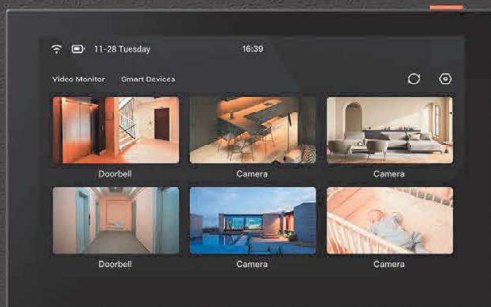 11-28 Tuesday
16:39
Video Monitor Smart Devices
Doorbell Camera Camera
Doorbell Camera Camera